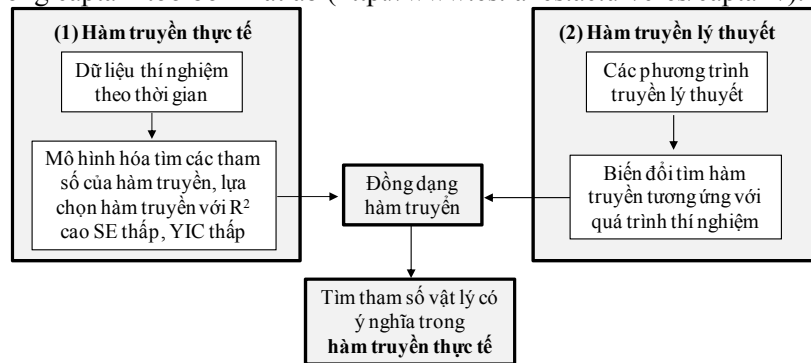 (1) Hàm truyền thực tế
Dữ liệu thí nghiệm
theo thời gian
Mô hình hóa tìm các tham
số của hàm truyền, lựa
chọn hàm truyền với R²
cao SE thấp, YIC thấp
(2) Hàm truyền lý thuyết
Các phương trình
truyền lý thuyết
Biến đổi tìm hàm
truyền tương ứng với
quá trình thí nghiệm
Đồng dạng
hàm truyển
Tìm tham số vật lý có
ý nghĩa trong
hàm truyền thực tế